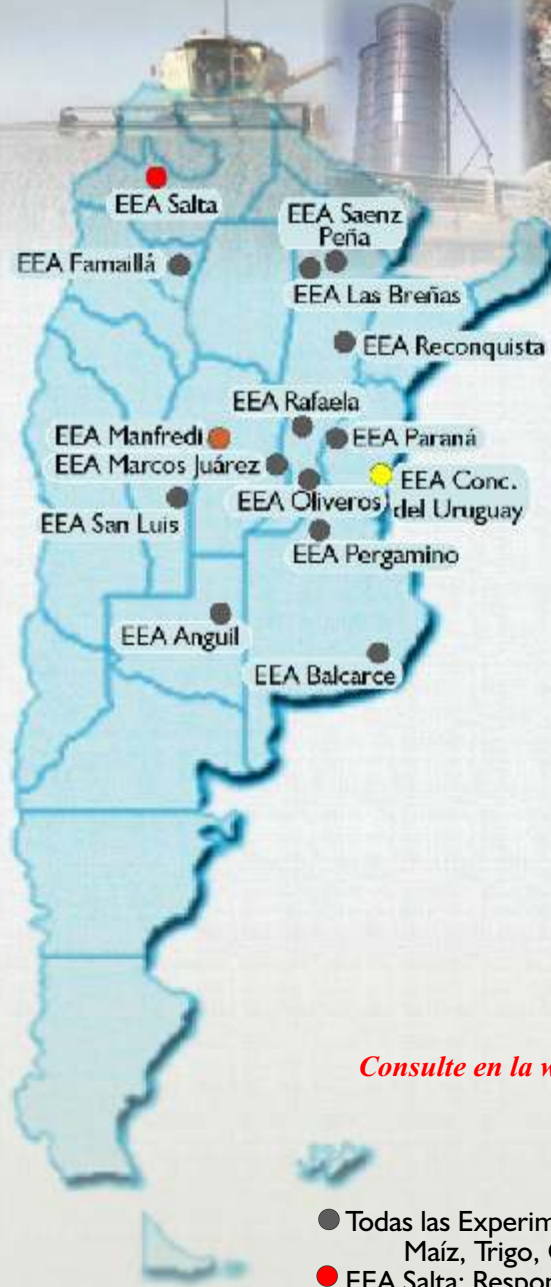 EEA Salta
EEA Saenz
Peña
EEA Famaillá
EEA Las Breñas
EEA Reconquista
EEA Rafaela
EEA Manfredi
EEA Paraná
EEA Marcos Juárez
EEA Oliveros
EEA Conc.
del Uruguay
EEA San Luis
EEA Pergamino
EEA Anguil
EEA Balcarce
Consulte en la
Todas las
Maíz, Trigo,
EEA Salta: